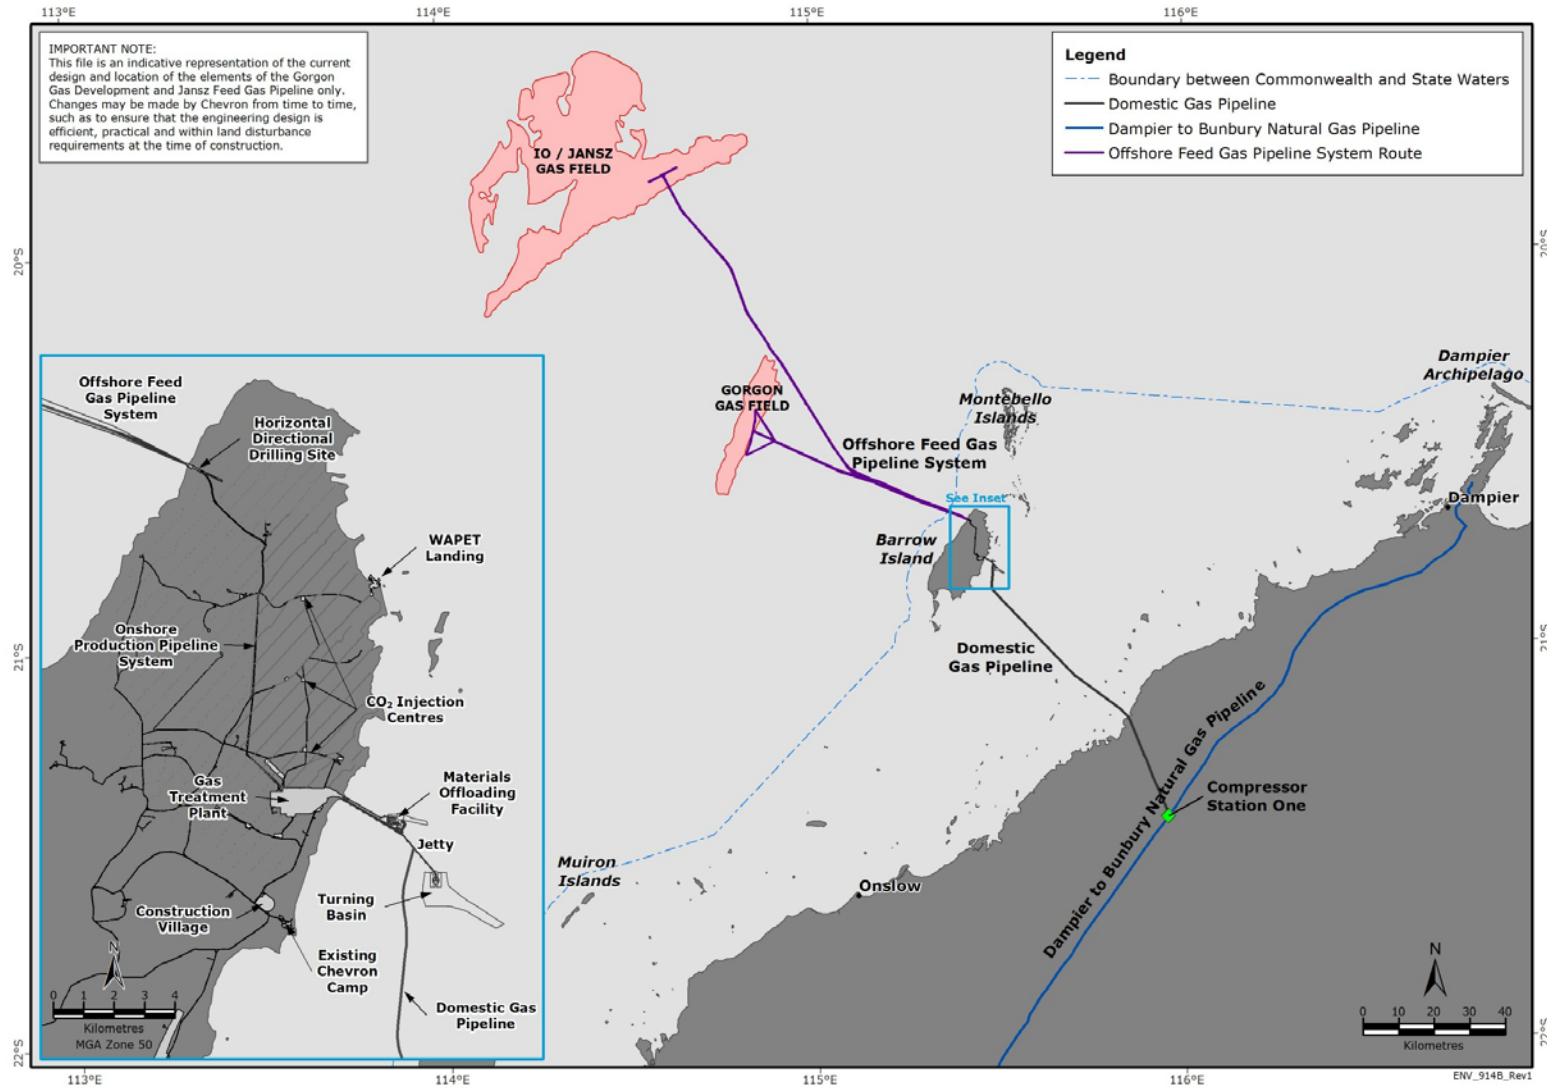 113°E
114°E
115°E
116°E
IMPORTANT NOTE:
This file is an indicative representation of the current
design and location of the elements of the Gorgon
Gas Development and Jansz Feed Gas Pipeline only.
Changes may be made by Chevron from time to time,
such as to ensure that the engineering design is
efficient, practical and within land disturbance
requirements at the time of construction.
Legend
Boundary between Commonwealth and State Waters
Domestic Gas Pipeline
Dampier to Bunbury Natural Gas Pipeline
Offshore Feed Gas Pipeline System Route
IO / JANSZ
GAS FIELD
20°S
20°S
GORGON
GAS FIELD
Montebello
Islands
Dampier
Archipelago
Offshore Feed Gas
Pipeline System
See Inset
Dampier
Barrow
Island
Domestic
Gas Pipeline
21°S
21°S
Dampier to Bunbury Natural Gas Pipeline
Compressor
Station One
Muiron
Islands
Onslow
Offshore Feed
Gas Pipeline
System
Horizontal
Directional
Drilling Site
WAPET
Landing
Onshore
Production Pipeline
System
CO₂ Injection
Centres
Gas
Treatment
Plant
Materials
Offloading
Facility
Jetty
Turning
Basin
Construction
Village
Existing
Chevron
Camp
Domestic Gas
Pipeline
N
0 1 2 3 4
Kilometres
MGA Zone 50
N
0 10 20 30 40
Kilometres
22°S
22°S
113°E
114°E
115°E
116°E
ENV_914B_Rev1